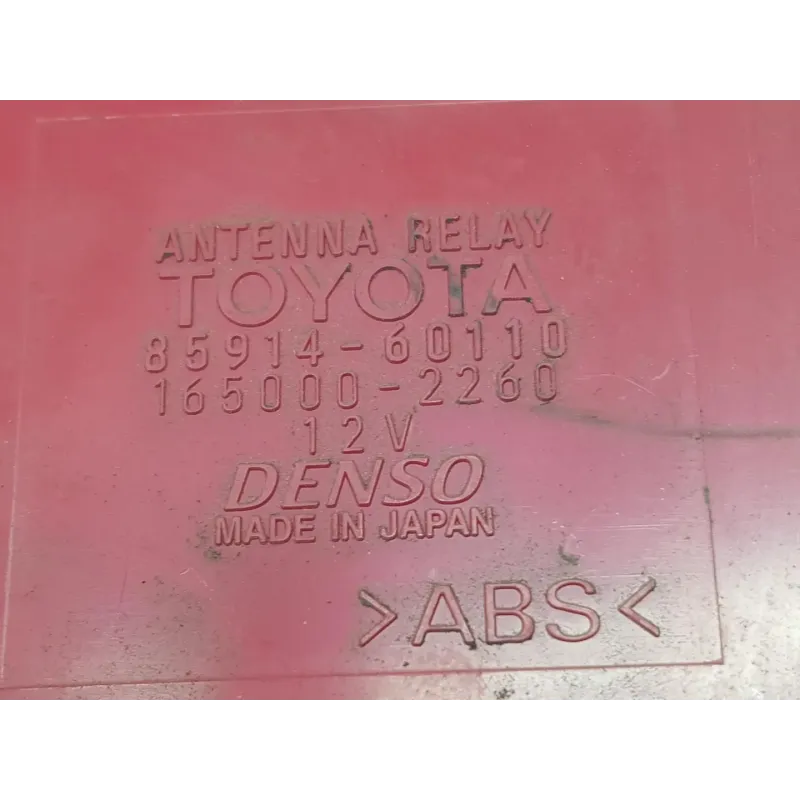 ANTENNA RELAY
TOYOTA
85914-60110
165000-2260
12V
DENSO
MADE IN JAPAN
>ABS<